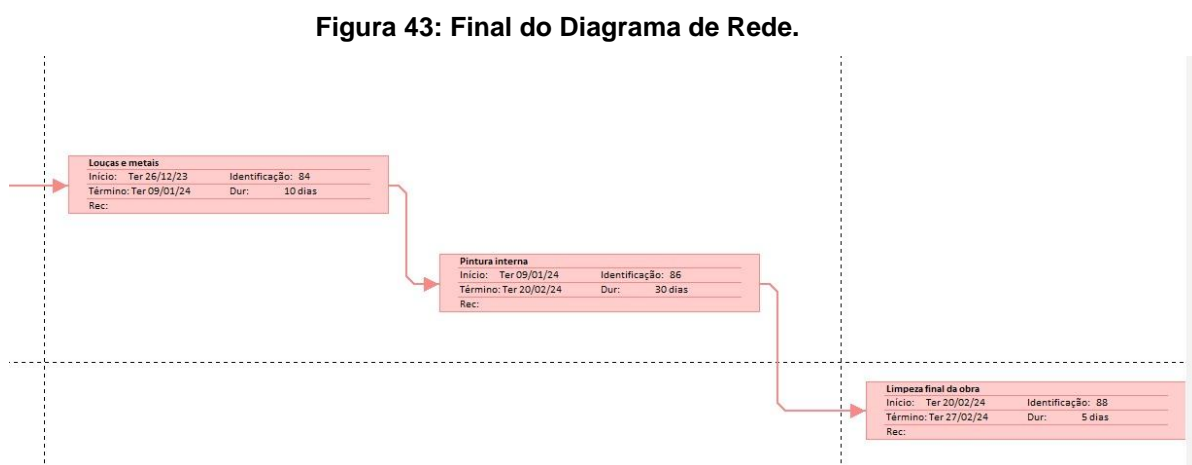 Figura 43: Final do Diagrama de Rede.
Louças e metais
Início: Ter 26/12/23 Identificação: 84
Término: Ter 09/01/24 Dur: 10 dias
Rec:
Pintura interna
Início: Ter 09/01/24 Identificação: 86
Término: Ter 20/02/24 Dur: 30 dias
Rec:
Limpeza final da obra
Início: Ter 20/02/24 Identificação: 88
Término: Ter 27/02/24 Dur: 5 dias
Rec: